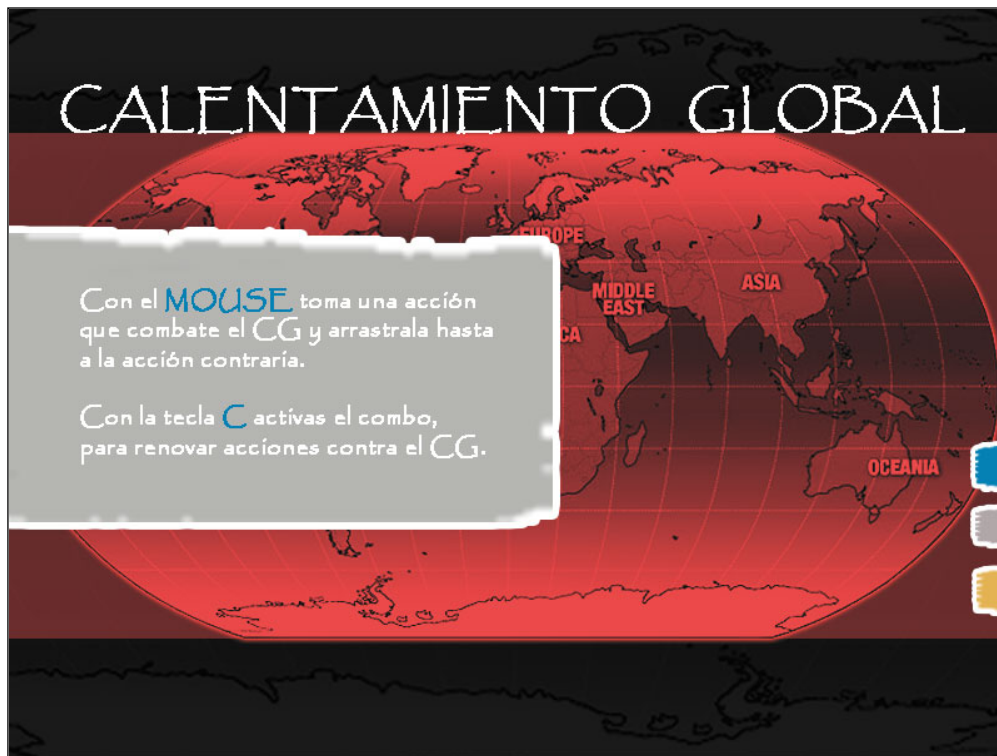 CALENTAMIENTO GLOBAL
EUROPE
ASIA
MIDDLE
EAST
CA
OCEANIA
Con el MOUSE toma una acción
que combate el CG y arrastrala hasta
a la acción contraría.
Con la tecla C activas el combo,
para renovar acciones contra el CG.